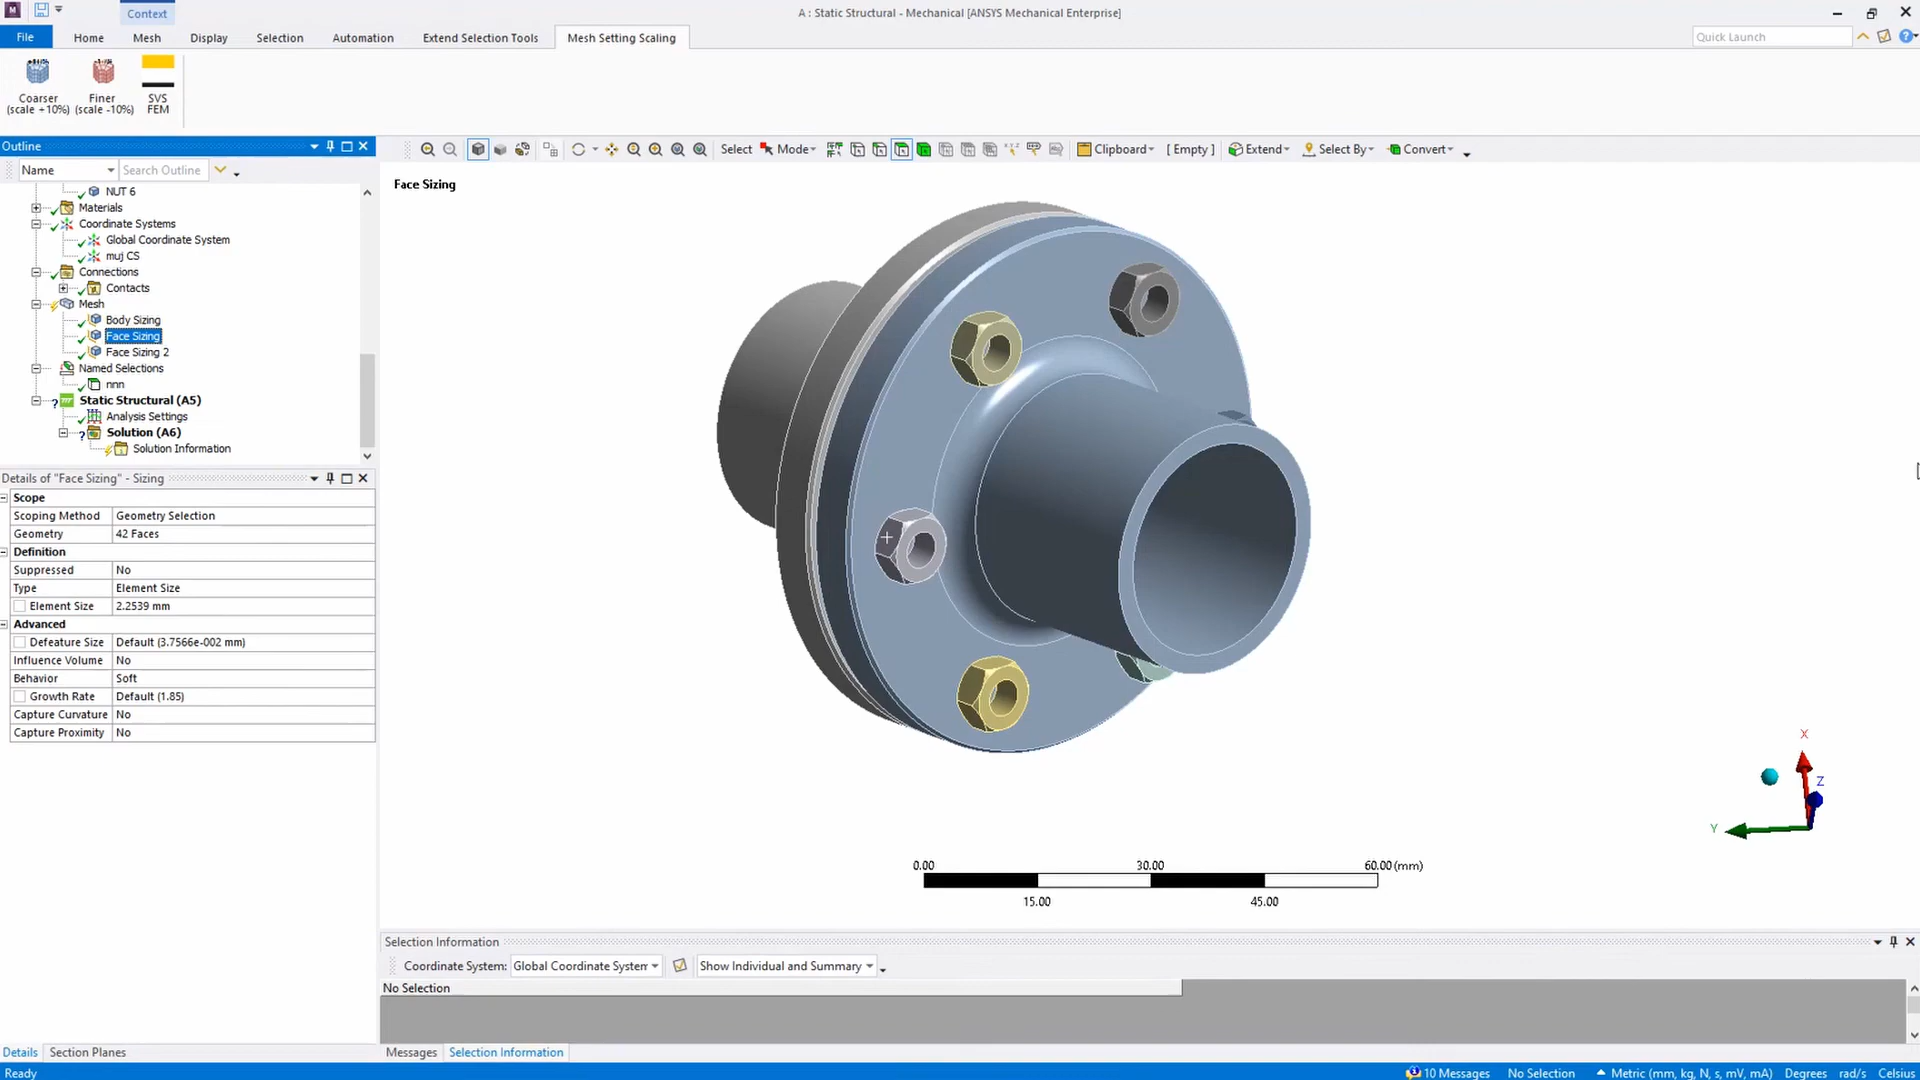 Context
A : Static Structural - Mechanical [ANSYS Mechanical Enterprise]
File Home Mesh Display Selection Automation Extend Selection Tools Mesh Setting Scaling Quick Launch
Coarser
(scale +10%)
Finer
(scale -10%)
SVS
FEM
Outline
Select Mode Clipboard [ Empty ] Extend Select By Convert
Name Search Outline
NUT 6
Materials
Coordinate Systems
Global Coordinate System
muj CS
Connections
Contacts
Mesh
Body Sizing
Face Sizing
Face Sizing 2
Named Selections
nnn
Static Structural (A5)
Analysis Settings
Solution (A6)
Solution Information
Details of "Face Sizing" - Sizing
Scope
Scoping Method Geometry Selection
Geometry 42 Faces
Definition
Suppressed No
Type Element Size
Element Size 2.2539 mm
Advanced
Defeature Size Default (3.7566e-002 mm)
Influence Volume No
Behavior Soft
Growth Rate Default (1.85)
Capture Curvature No
Capture Proximity No
Details Section Planes
Face Sizing
X
Z
Y
0.00 30.00 60.00 (mm)
15.00 45.00
Selection Information
Coordinate System: Global Coordinate System Show Individual and Summary
No Selection
Messages Selection Information
Ready 10 Messages No Selection Metric (mm, kg, N, s, mV, mA) Degrees rad/s Celsius